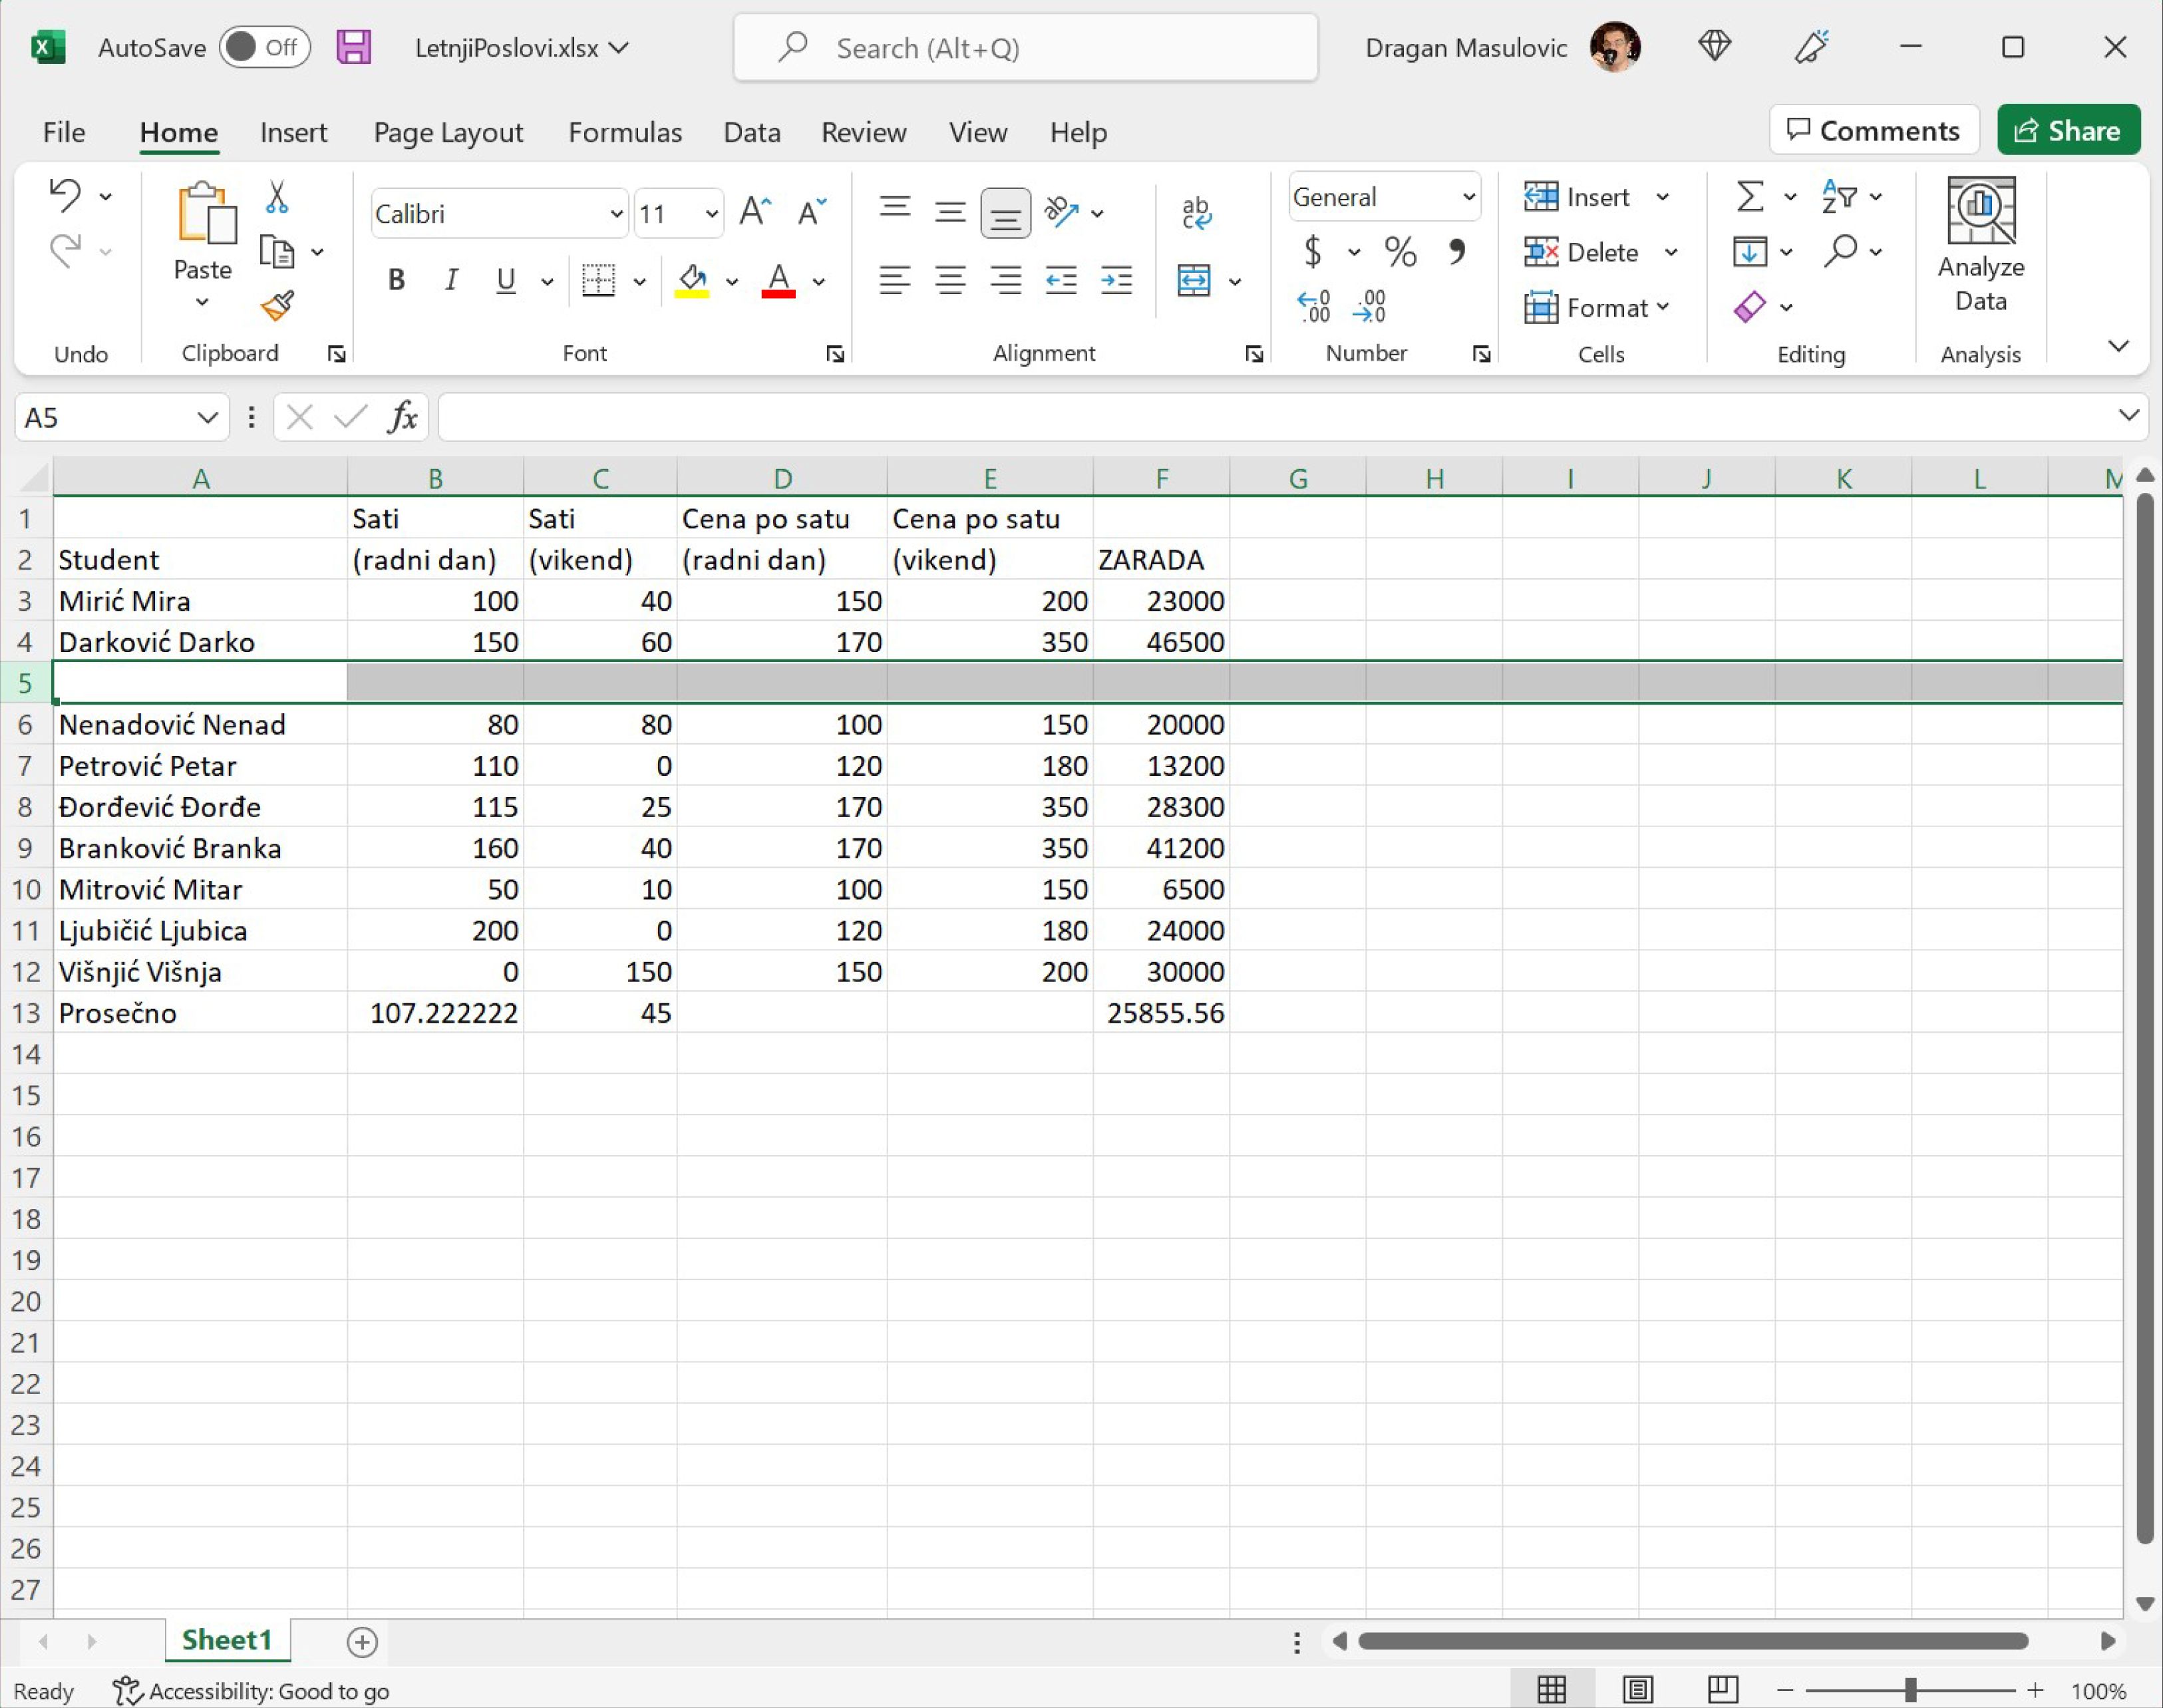 AutoSave Off LetnjiPoslovi.xlsx Search (Alt+Q) Dragan Masulovic
File Home Insert Page Layout Formulas Data Review View Help Comments Share
Paste
Calibri 11
General
Insert
Delete
Format
Analyze Data
Undo Clipboard Font Alignment Number Cells Editing Analysis
A5 fx
A B C D E F G H I J K L M
1 Sati Sati Cena po satu Cena po satu
2 Student (radni dan) (vikend) (radni dan) (vikend) ZARADA
3 Mirić Mira 100 40 150 200 23000
4 Darković Darko 150 60 170 350 46500
5
6 Nenadović Nenad 80 80 100 150 20000
7 Petrović Petar 110 0 120 180 13200
8 Đorđević Đorđe 115 25 170 350 28300
9 Branković Branka 160 40 170 350 41200
10 Mitrović Mitar 50 10 100 150 6500
11 Ljubičić Ljubica 200 0 120 180 24000
12 Višnjić Višnja 0 150 150 200 30000
13 Prosečno 107.222222 45 25855.56
14
15
16
17
18
19
20
21
22
23
24
25
26
27
Sheet1
Ready Accessibility: Good to go 100%